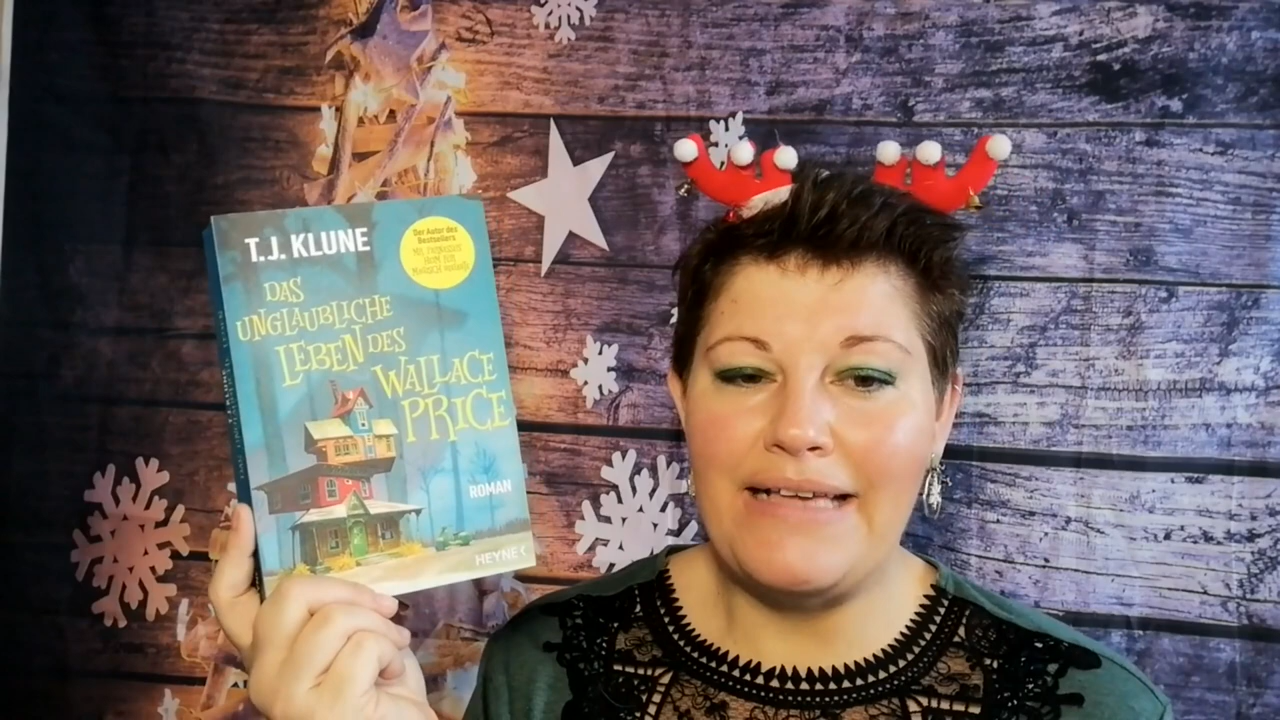 T.J. KLUNE
Der Autor des
Bestsellers
DAS
UNGLAUBLICHE
LEBEN DES
WALLACE
PRICE
ROMAN
HEYNE <